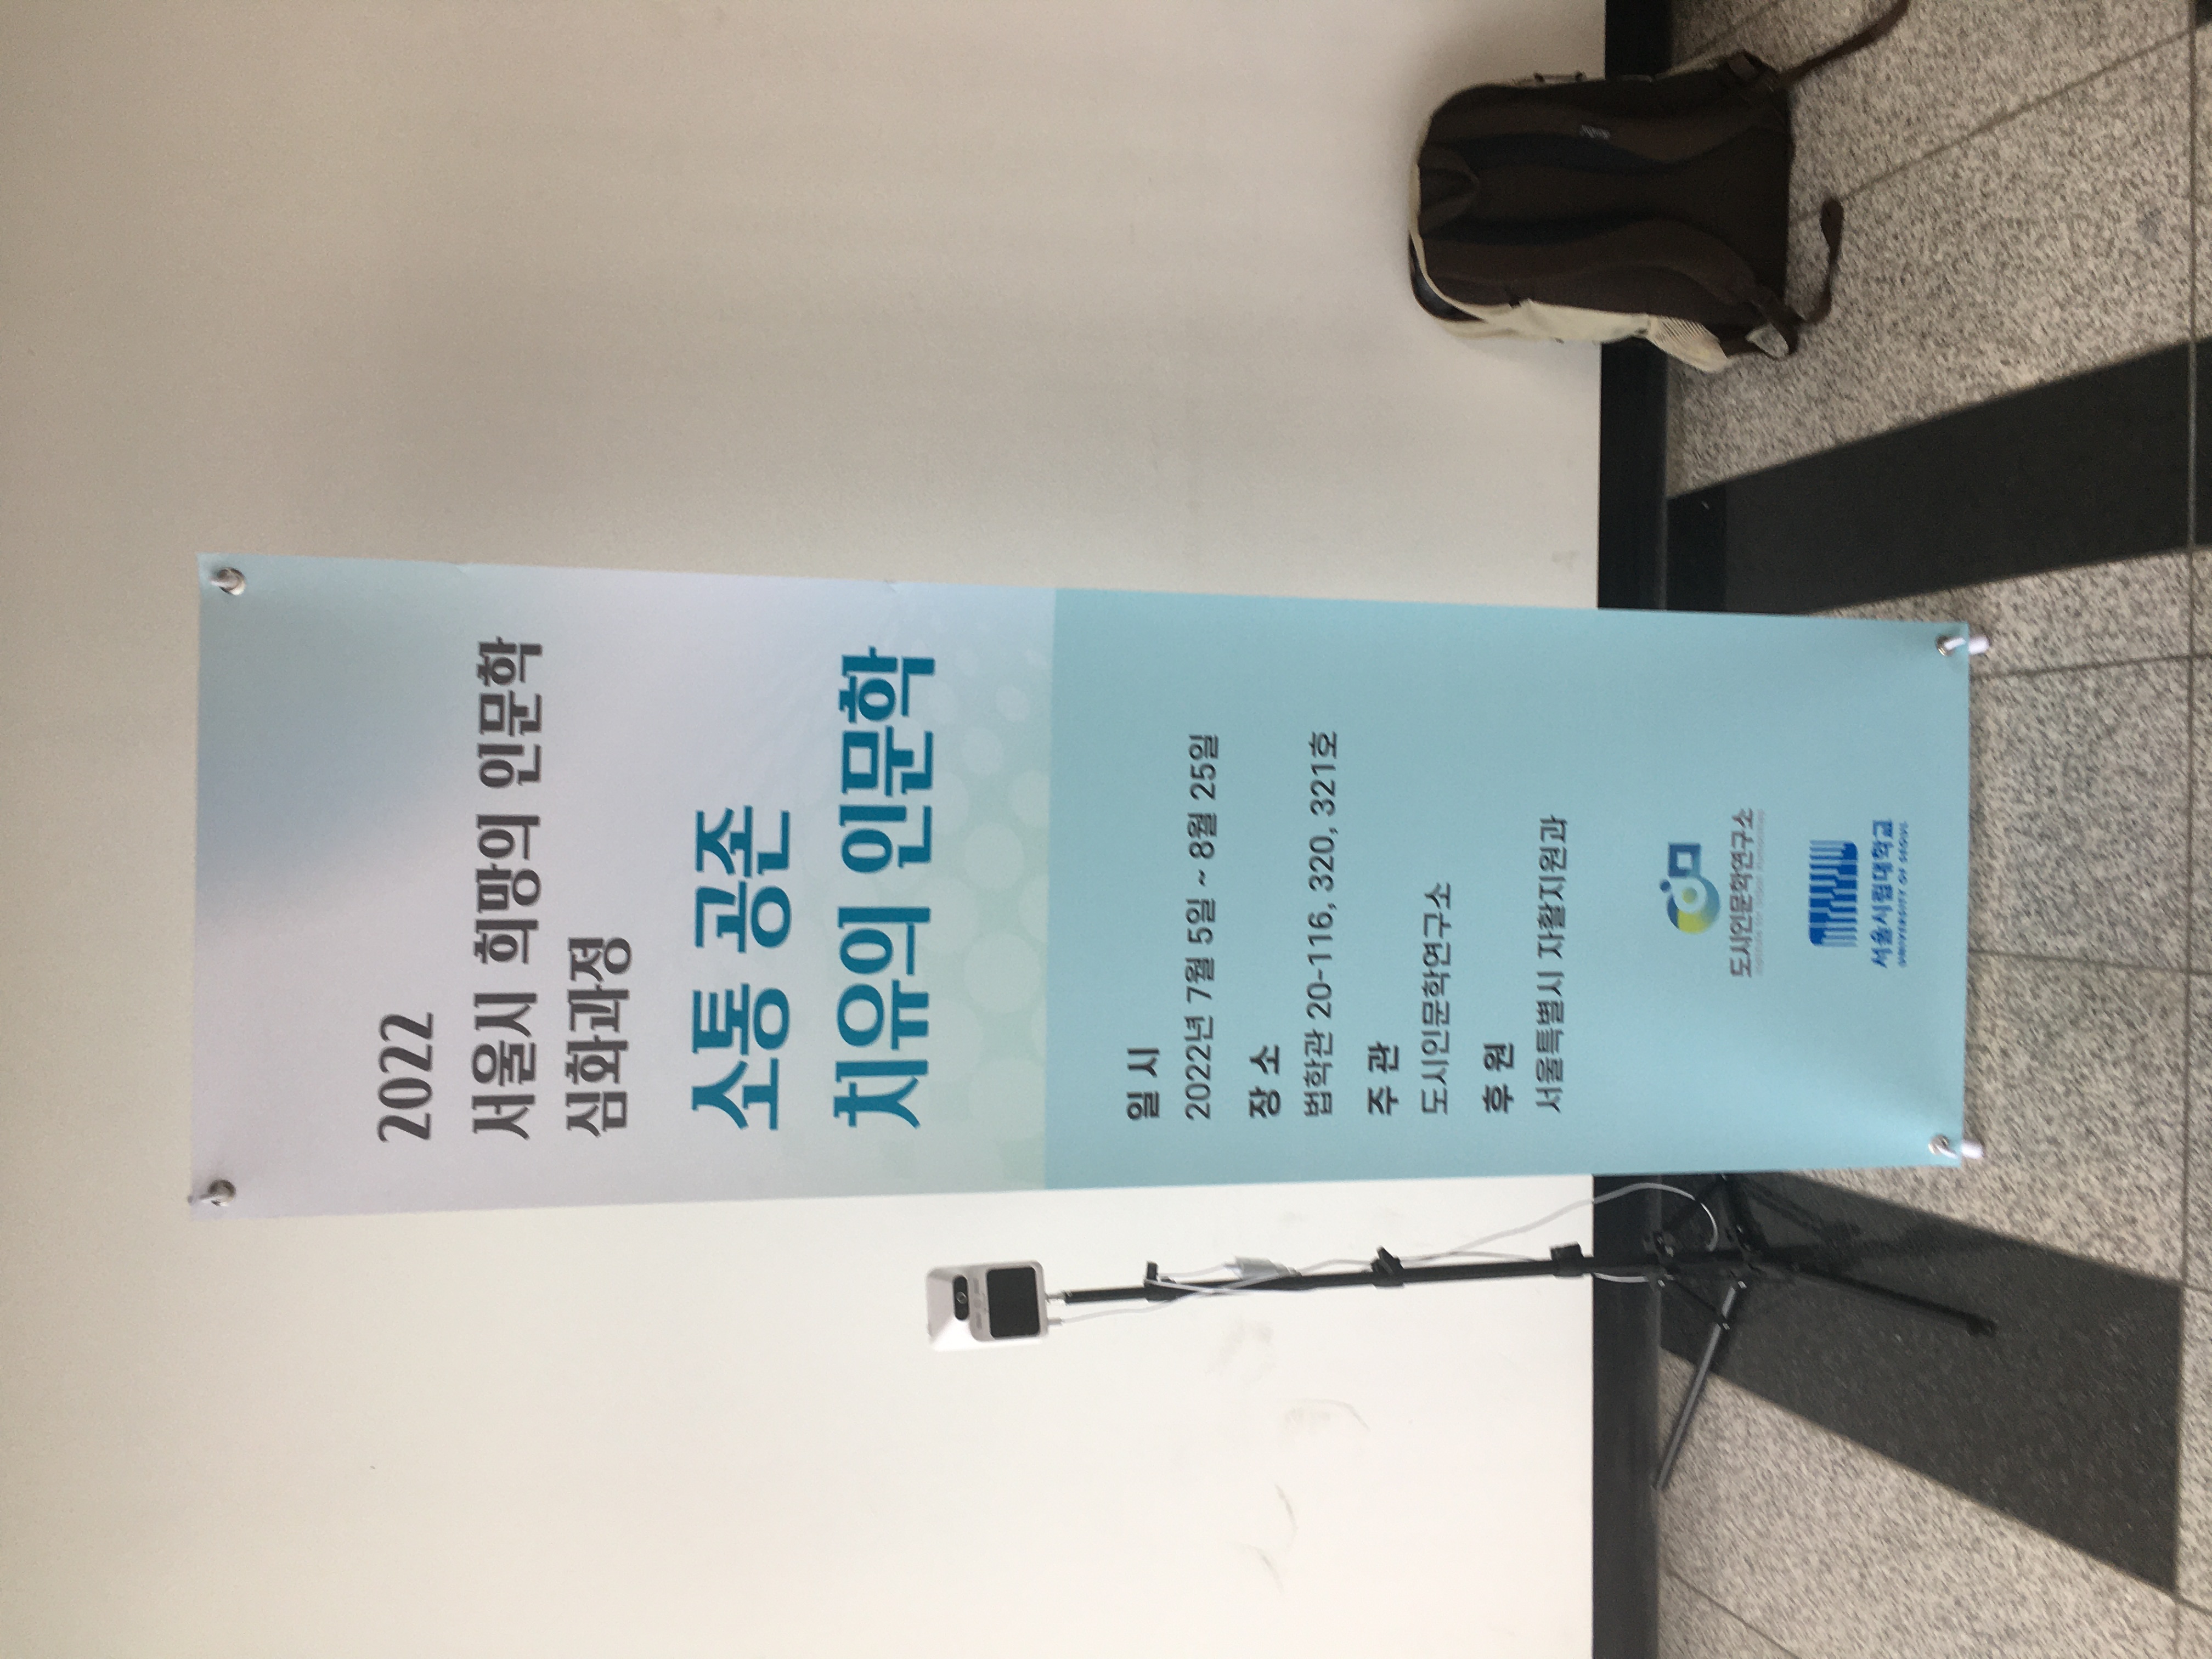 2022
서울시 희망의 인문학
심화과정
소통 공존
치유의 인문학
일 시
2022년 7월 5일 ~ 8월 25일
장 소
법학관 20-116, 320, 321호
주 관
도시인문학연구소
후 원
서울특별시 자활지원과
도시인문학연구소
서울시립대학교
UNIVERSITY OF SEOUL